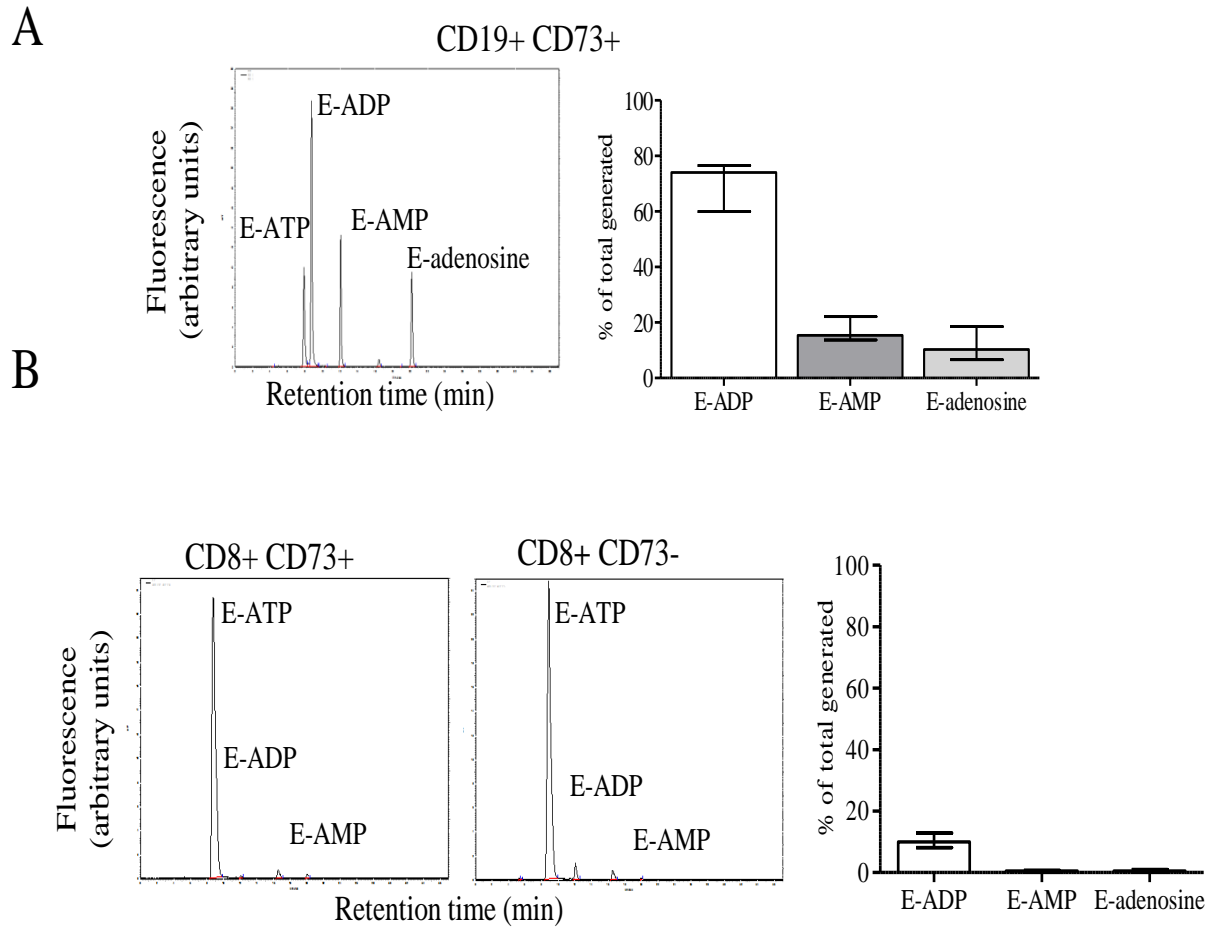 A
CD19+ CD73+
Fluorescence
(arbitrary units)
E-ATP
E-ADP
E-AMP
E-adenosine
Retention time (min)
% of total generated
100
80
60
40
20
0
E-ADP
E-AMP
E-adenosine
B
CD8+ CD73+
Fluorescence
(arbitrary units)
E-ATP
E-ADP
E-AMP
CD8+ CD73-
E-ATP
E-ADP
E-AMP
Retention time (min)
% of total generated
100
80
60
40
20
0
E-ADP
E-AMP
E-adenosine